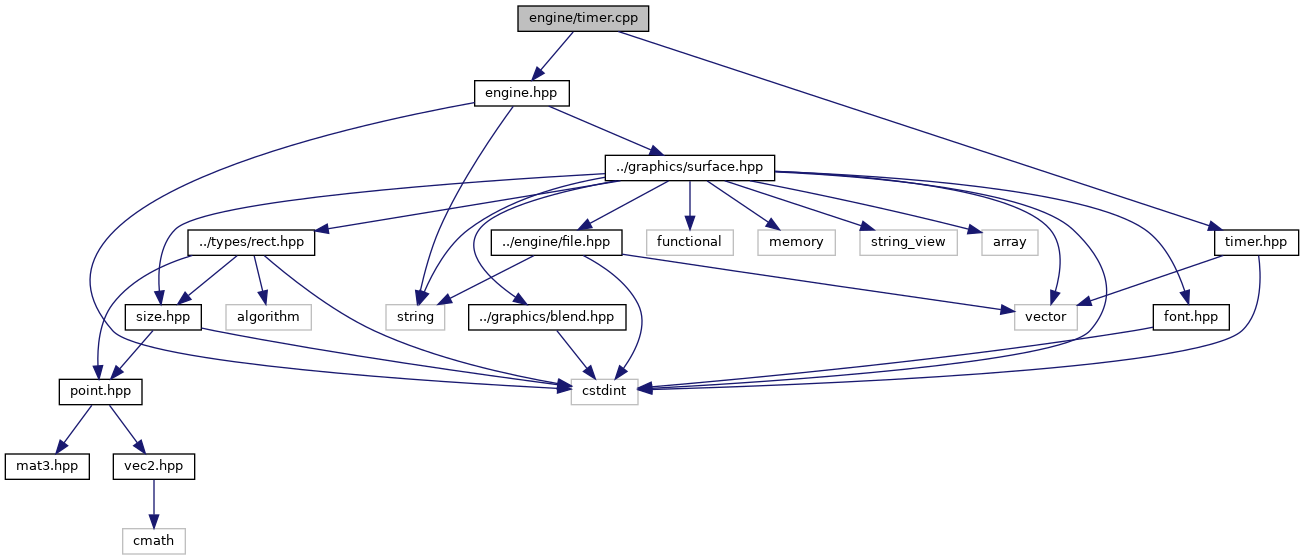 engine/timer.cpp
engine.hpp
../graphics/surface.hpp
../types/rect.hpp
../engine/file.hpp
functional
memory
string_view
array
timer.hpp
size.hpp
algorithm
string
../graphics/blend.hpp
vector
font.hpp
point.hpp
cstdint
mat3.hpp
vec2.hpp
cmath